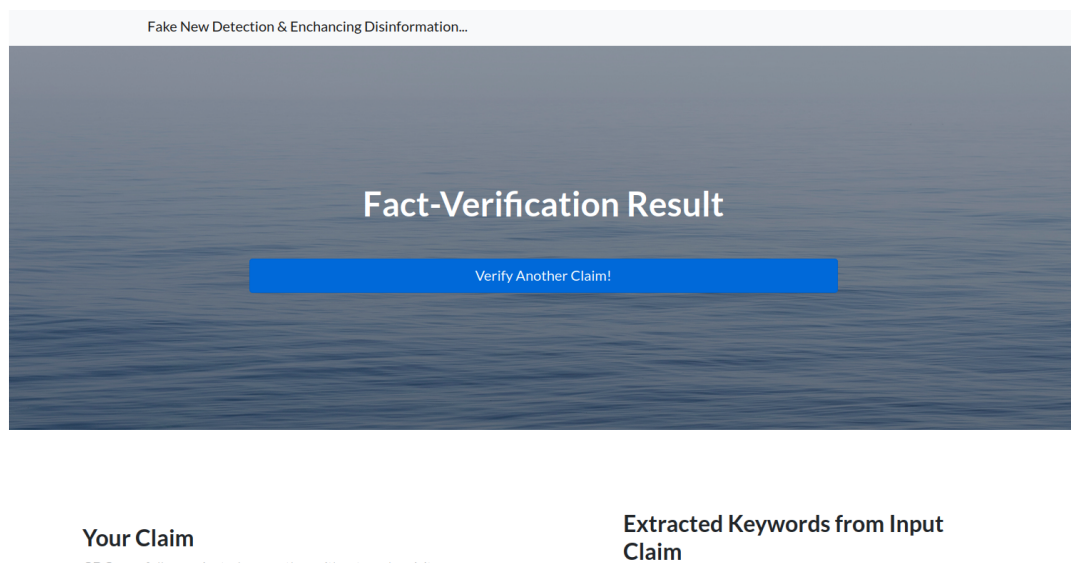 Fake New Detection & Enchancing Disinformation...
Fact-Verification Result
Verify Another Claim!
Your Claim
Extracted Keywords from Input
Claim